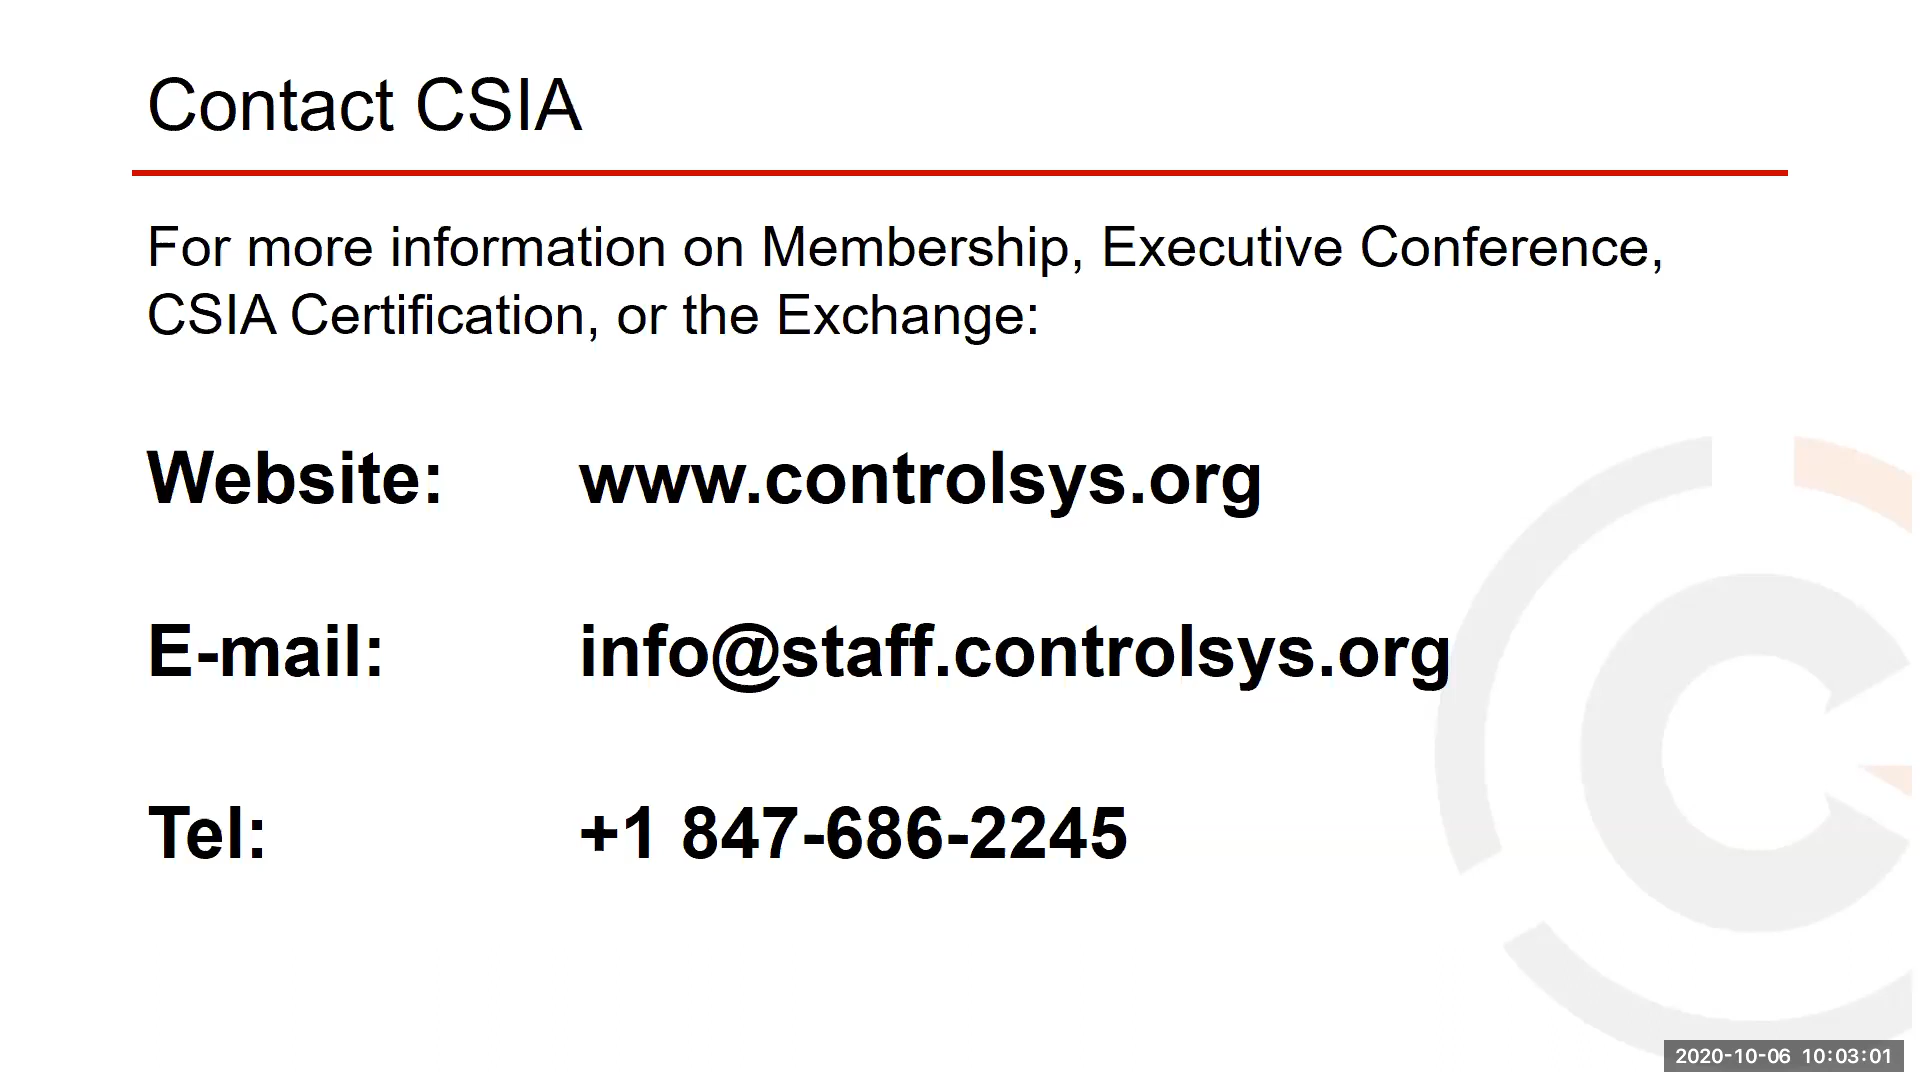 Contact CSIA
For more information on Membership, Executive Conference,
CSIA Certification, or the Exchange:
Website: www.controlsys.org
E-mail: info@staff.controlsys.org
Tel: +1 847-686-2245
2020-10-06 10:03:01